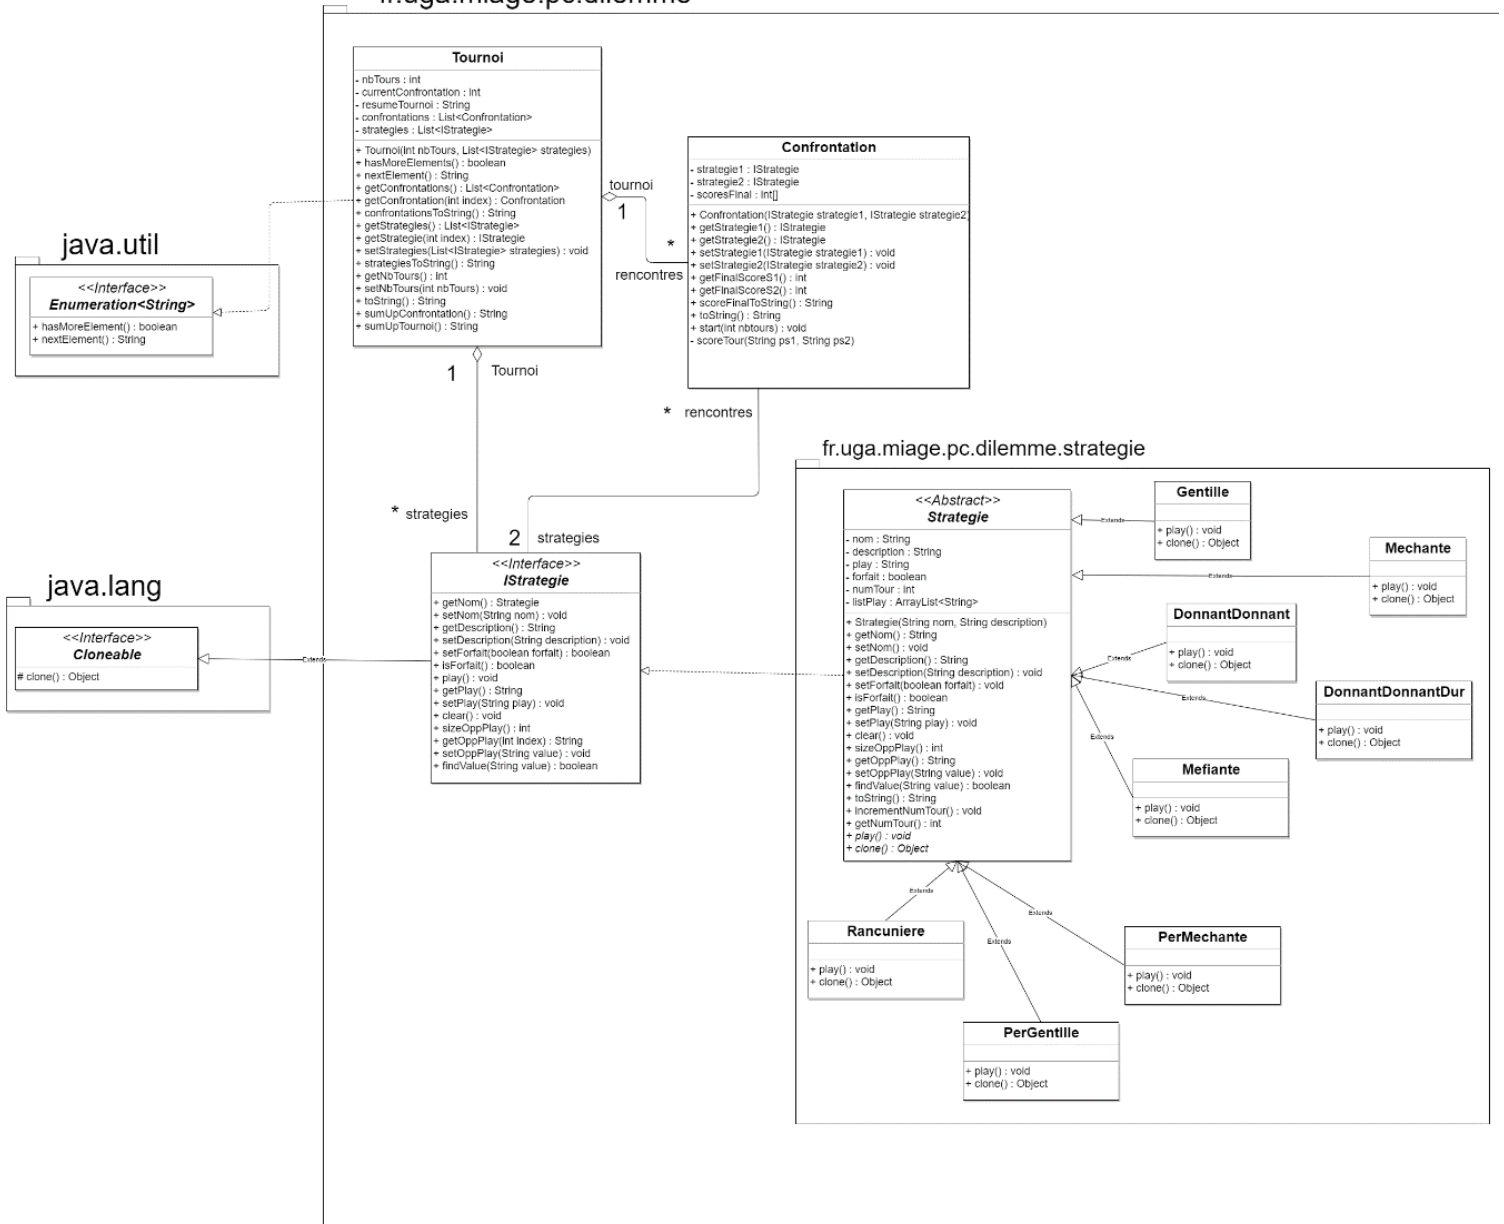 fr.uga.miage.pc.dilemme
Tournoi
- nbTours : int
- currentConfrontation : int
- resumeTournoi : String
- confrontations : List<Confrontation>
- strategies : List<IStrategie>
+ Tournoi(int nbTours, List<IStrategie> strategies)
+ hasMoreElements() : boolean
+ nextElement() : String
+ getConfrontations() : List<Confrontation>
+ getConfrontation(int index) : Confrontation
+ confrontationsToString() : String
+ getStrategies() : List<IStrategie>
+ getStrategie(int index) : IStrategie
+ setStrategies(List<IStrategie> strategies) : void
+ strategiesToString() : String
+ getNbTours() : int
+ setNbTours(int nbTours) : void
+ toString() : String
+ sumUpConfrontation() : String
+ sumUpTournoi() : String
tournoi
1
*
rencontres
Confrontation
- strategie1 : IStrategie
- strategie2 : IStrategie
- scoresFinal : int[]
+ Confrontation(IStrategie strategie1, IStrategie strategie2)
+ getStrategie1() : IStrategie
+ getStrategie2() : IStrategie
+ setStrategie1(IStrategie strategie1) : void
+ setStrategie2(IStrategie strategie2) : void
+ getFinalScoreS1() : int
+ getFinalScoreS2() : int
+ scoreFinalToString() : String
+ toString() : String
+ start(int nbtours) : void
- scoreTour(String ps1, String ps2)
java.util
<<Interface>>
Enumeration<String>
+ hasMoreElement() : boolean
+ nextElement() : String
1
Tournoi
* rencontres
* strategies
2 strategies
java.lang
<<Interface>>
Cloneable
# clone() : Object
Extends
<<Interface>>
IStrategie
+ getNom() : Strategie
+ setNom(String nom) : void
+ getDescription() : String
+ setDescription(String description) : void
+ setForfait(boolean forfait) : boolean
+ isForfait() : boolean
+ play() : void
+ getPlay() : String
+ setPlay(String play) : void
+ clear() : void
+ sizeOppPlay() : int
+ getOppPlay(int index) : String
+ setOppPlay(String value) : void
+ findValue(String value) : boolean
fr.uga.miage.pc.dilemme.strategie
<<Abstract>>
Strategie
- nom : String
- description : String
- play : String
- forfait : boolean
- numTour : int
- listPlay : ArrayList<String>
+ Strategie(String nom, String description)
+ getNom() : String
+ setNom() : void
+ getDescription() : String
+ setDescription(String description) : void
+ setForfait(boolean forfait) : void
+ isForfait() : boolean
+ getPlay() : String
+ setPlay(String play) : void
+ clear() : void
+ sizeOppPlay() : int
+ getOppPlay() : String
+ setOppPlay(String value) : void
+ findValue(String value) : boolean
+ toString() : String
+ incrementNumTour() : void
+ getNumTour() : int
+ play() : void
+ clone() : Object
Extends
Gentille
+ play() : void
+ clone() : Object
Extends
Mechante
+ play() : void
+ clone() : Object
Extends
DonnantDonnant
+ play() : void
+ clone() : Object
Extends
DonnantDonnantDur
+ play() : void
+ clone() : Object
Extends
Mefiante
+ play() : void
+ clone() : Object
Extends
Rancuniere
+ play() : void
+ clone() : Object
Extends
PerMechante
+ play() : void
+ clone() : Object
Extends
PerGentille
+ play() : void
+ clone() : Object